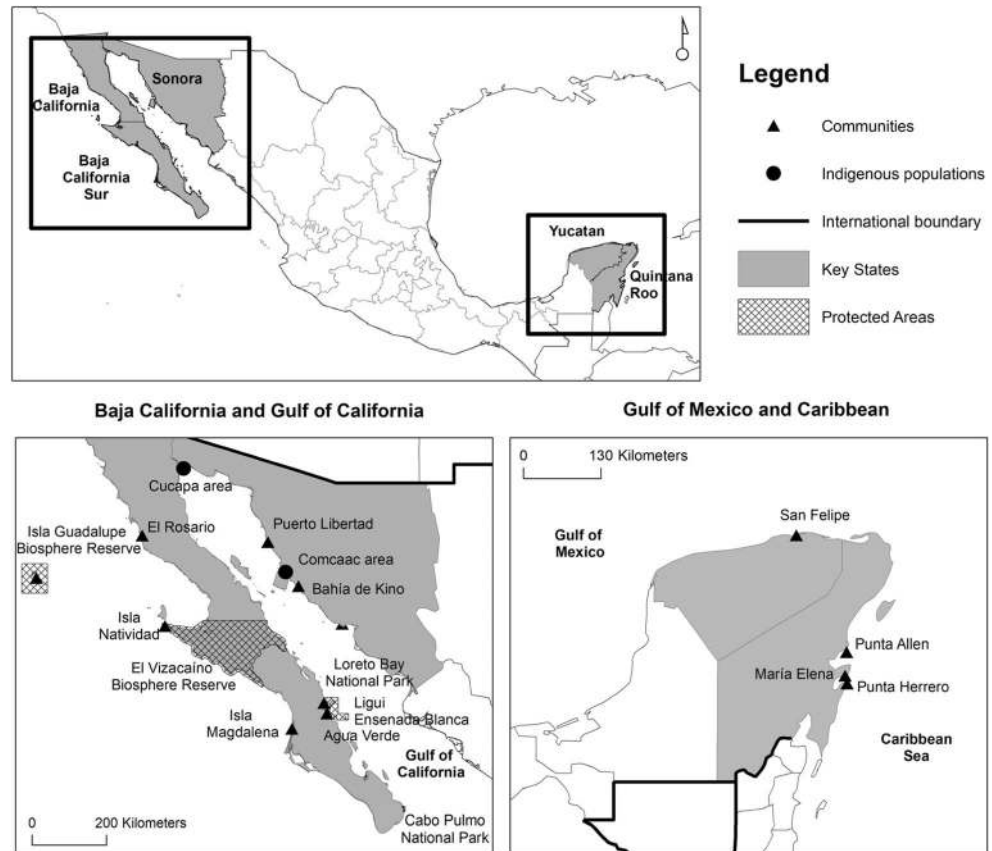 Baja
California
Sonora
Baja
California
Sur
Yucatan
Quintana
Roo
Legend
Communities
Indigenous populations
International boundary
Key States
Protected Areas
Baja California and Gulf of California
Cucapa area
El Rosario
Isla Guadalupe
Biosphere Reserve
Puerto Libertad
Comcaac area
Bahía de Kino
Isla
Natividad
El Vizacaíno
Biosphere Reserve
Loreto Bay
National Park
Ligui
Ensenada Blanca
Agua Verde
Isla
Magdalena
Gulf of
California
Cabo Pulmo
National Park
0 200 Kilometers
Gulf of Mexico and Caribbean
0 130 Kilometers
Gulf of
Mexico
San Felipe
Punta Allen
María Elena
Punta Herrero
Caribbean
Sea